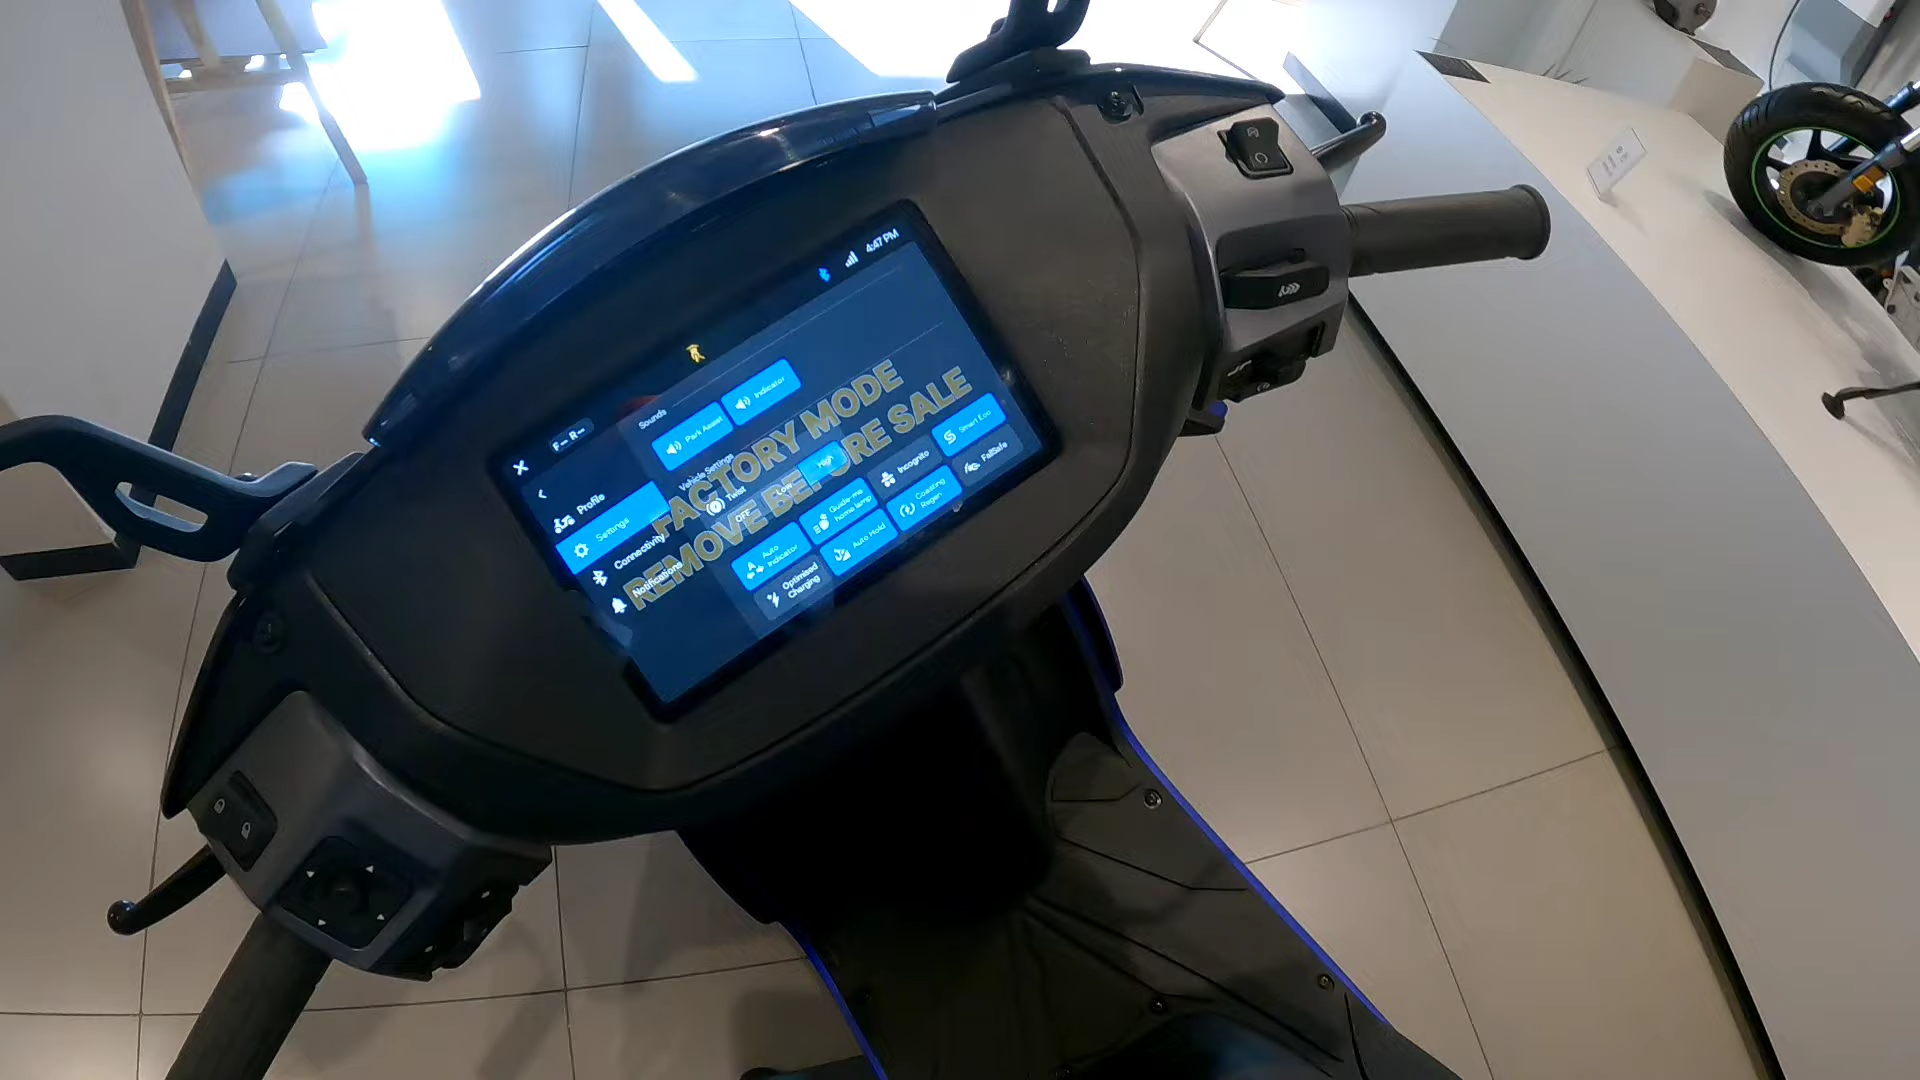 4:47 PM
F-- R--
Sounds
Park Assist
Indicator
Profile
Settings
Connectivity
Notifications
Vehicle Settings
Twist
OFF
Low
High
Auto Indicator
Guide-me home lamp
Incognito
Smart Eco
Optimised Charging
Auto Hold
Coasting Regen
FallSafe
FACTORY MODE
REMOVE BEFORE SALE